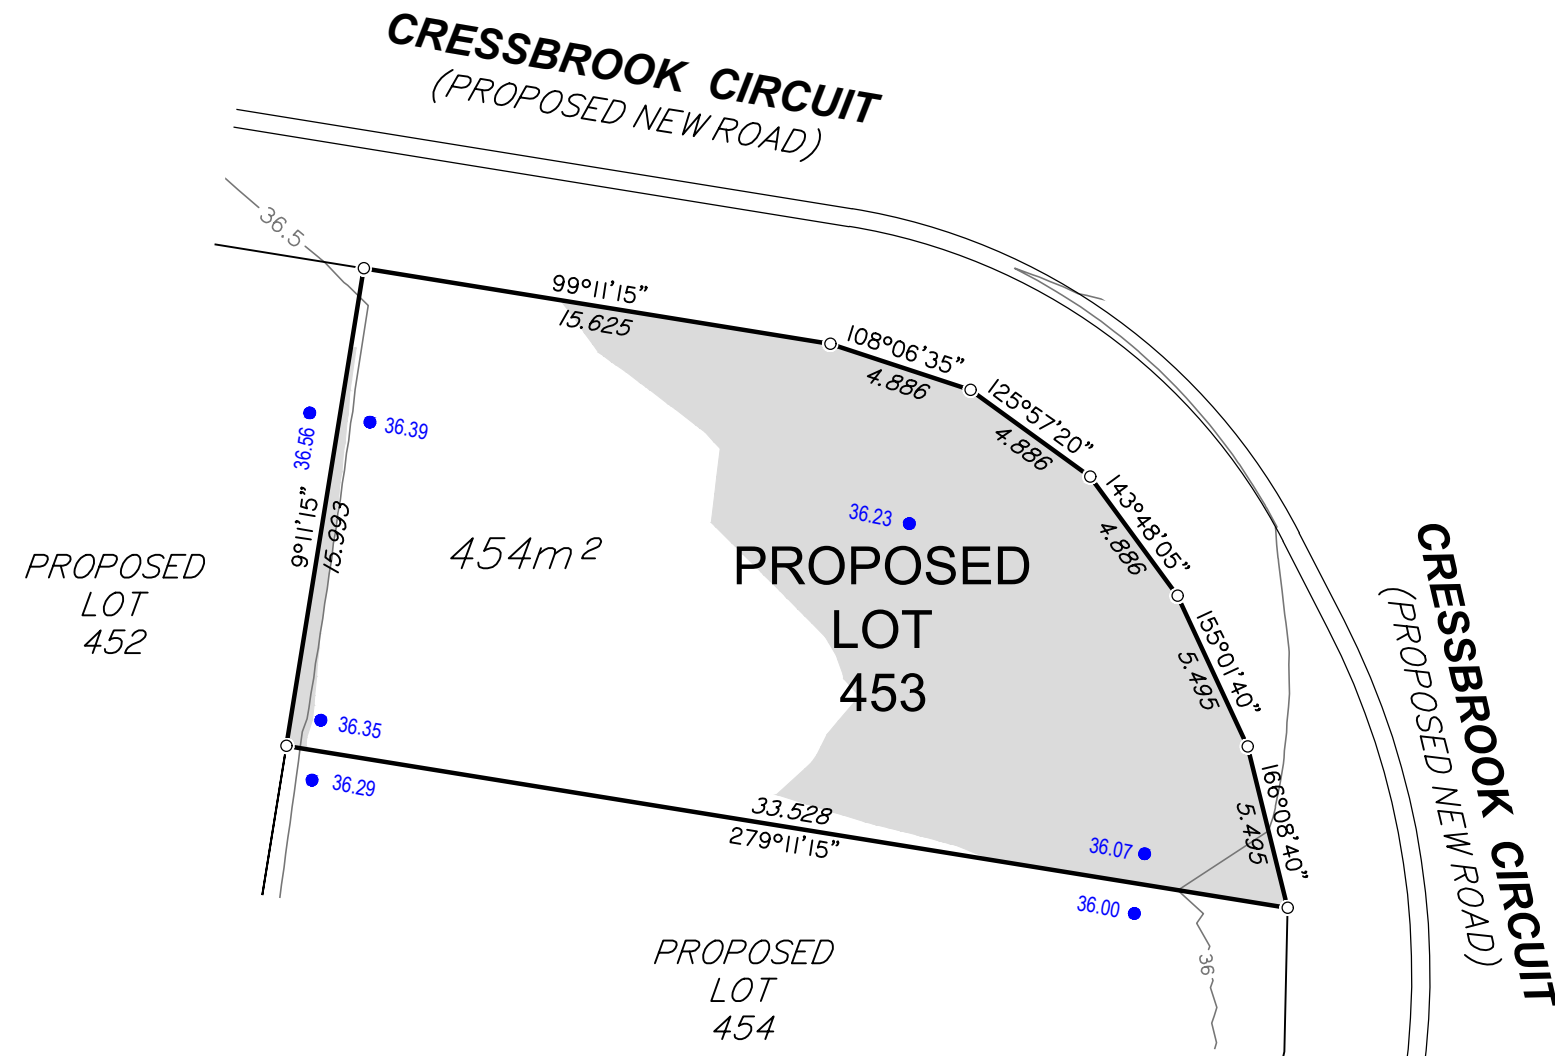 CRESSBROOK CIRCUIT
(PROPOSED NEW ROAD)
36.5
99°11'15"
15.625
108°06'35"
4.886
125°57'20"
4.886
143°48'05"
4.886
155°01'40"
5.495
166°08'40"
5.495
36.56
36.39
9°11'15"
15.993
454m²
36.23
PROPOSED
LOT
453
PROPOSED
LOT
452
CRESSBROOK CIRCUIT
(PROPOSED NEW ROAD)
36.35
36.29
33.528
279°11'15"
36.07
36.00
36
PROPOSED
LOT
454